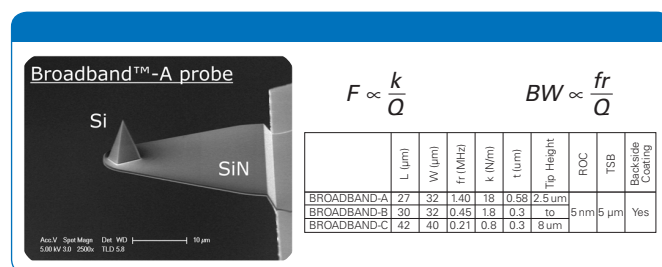 Broadband™-A probe
Si
SiN
Acc.V Spot Magn Det WD 10 μm
5.00 kV 3.0 2500x TLD 5.8
F ∝ k/Q
BW ∝ fr/Q
L (μm) W (μm) fr (MHz) k (N/m) t (um) Tip Height ROC TSB Backside Coating
BROADBAND-A 27 32 1.40 18 0.58 2.5 um
BROADBAND-B 30 32 0.45 1.8 0.3 to 5 nm 5 μm Yes
BROADBAND-C 42 40 0.21 0.8 0.3 8 um